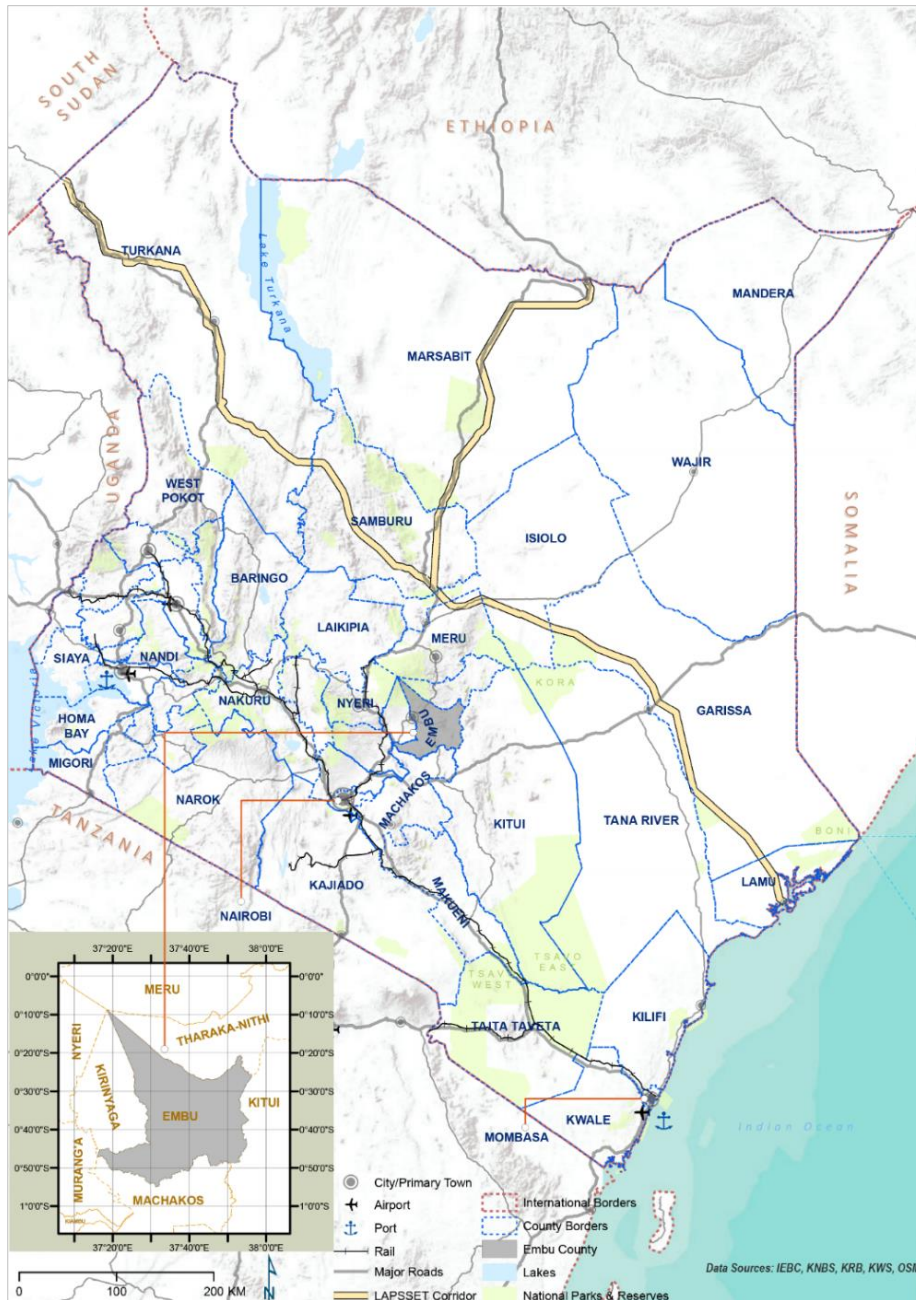 SOUTH
SUDAN
ETHIOPIA
TURKANA
Lake Turkana
MANDERA
MARSABIT
UGANDA
WAJIR
WEST
POKOT
SOMALIA
SAMBURU
ISIOLO
BARINGO
LAIKIPIA
MERU
SIAYA
NANDI
KORA
NYERI
NAKURU
GARISSA
EMBU
HOMA
BAY
Lake Victoria
MIGORI
MACHAKOS
NAROK
TANA RIVER
KITUI
TANZANIA
BONI
KAJIADO
LAMU
MAKUENI
NAIROBI
TSAVO
EAST
TSAVO
WEST
KILIFI
TAITA TAVETA
KWALE
MOMBASA
Indian Ocean
37°20'0"E 37°40'0"E 38°0'0"E
0°0'0"
0°10'0"S
0°20'0"S
0°30'0"S
0°40'0"S
0°50'0"S
1°0'0"S
0°0'0"
0°10'0"S
0°20'0"S
0°30'0"S
0°40'0"S
0°50'0"S
1°0'0"S
MERU
NYERI
THARAKA-NITHI
KIRINYAGA
EMBU
KITUI
MURANG'A
MACHAKOS
37°20'0"E 37°40'0"E 38°0'0"E
City/Primary Town
Airport
Port
Rail
Major Roads
LAPSSET Corridor
International Borders
County Borders
Embu County
Lakes
National Parks & Reserves
0 100 200 KM
N
Data Sources: IEBC, KNBS, KRB, KWS, OSM